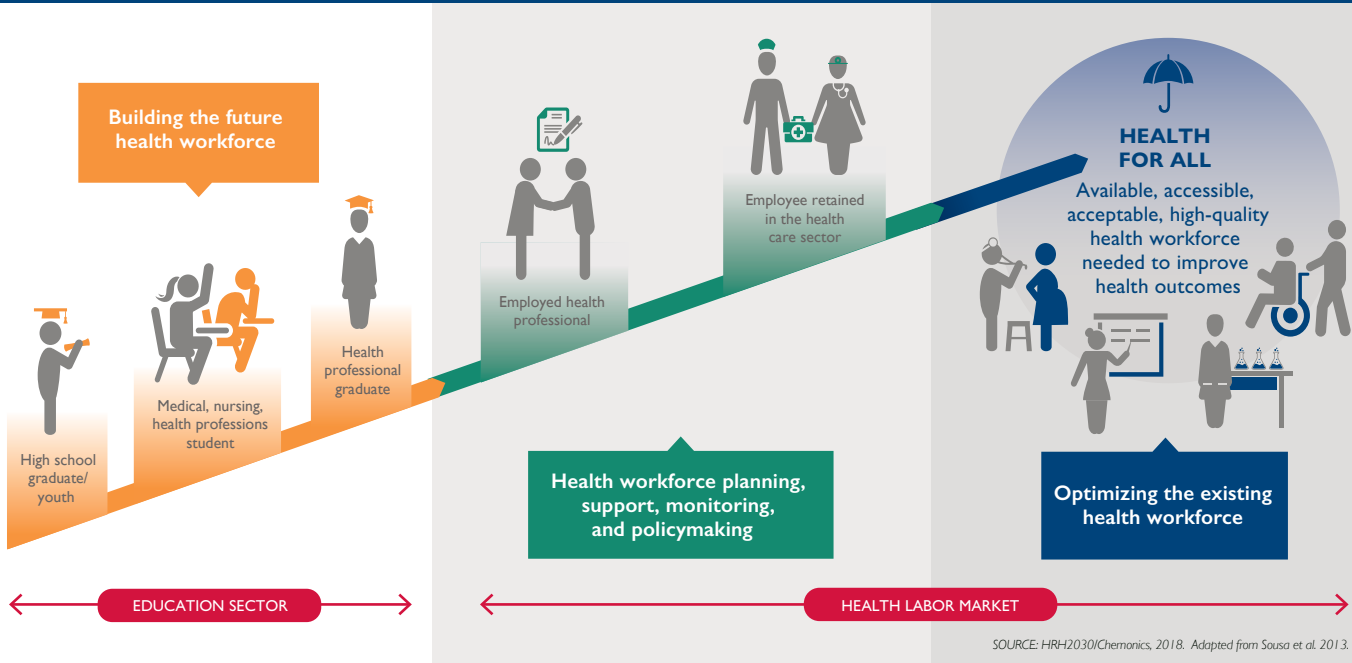 Building the future
health workforce
High school
graduate/
youth
Medical, nursing,
health professions
student
Health
professional
graduate
Employed health
professional
Employee retained
in the health
care sector
HEALTH
FOR ALL
Available, accessible,
acceptable, high-quality
health workforce
needed to improve
health outcomes
Health workforce planning,
support, monitoring,
and policymaking
Optimizing the existing
health workforce
EDUCATION SECTOR
HEALTH LABOR MARKET
SOURCE: HRH2030/Chemonics, 2018. Adapted from Sousa et al. 2013.